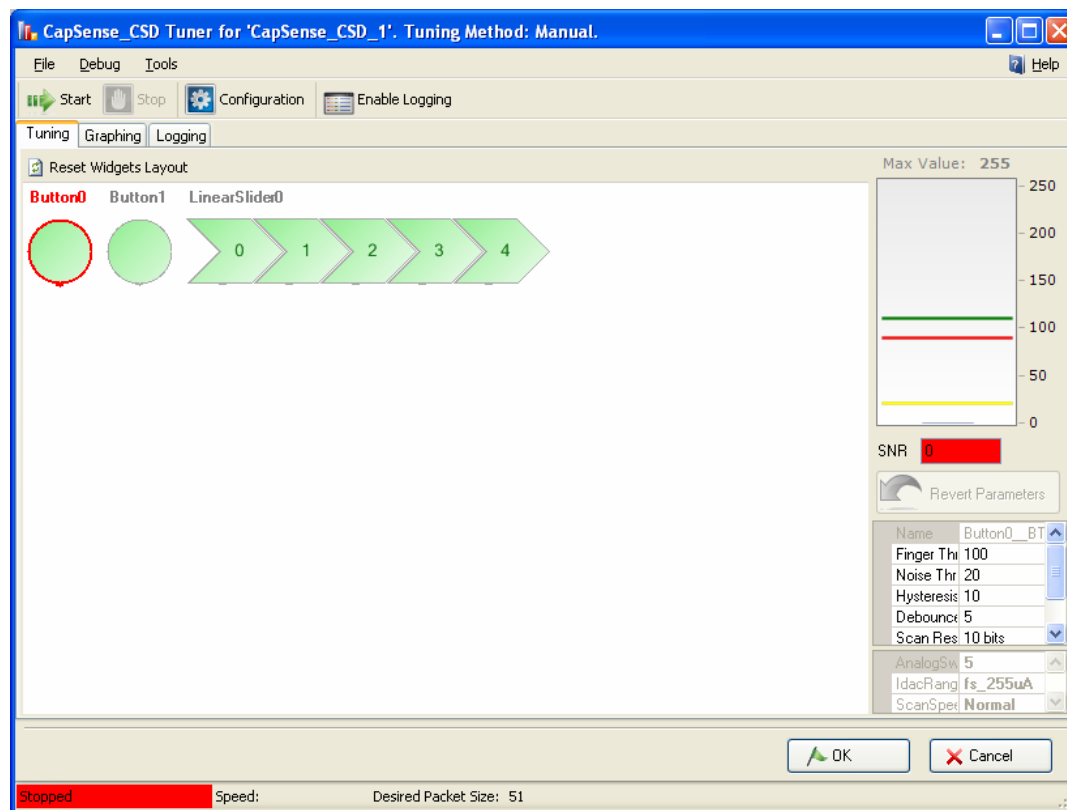 CapSense_CSD Tuner for 'CapSense_CSD_1'. Tuning Method: Manual.
File Debug Tools Help
Start Stop Configuration Enable Logging
Tuning Graphing Logging
Reset Widgets Layout
Max Value: 255
Button0 Button1 LinearSlider0
0 1 2 3 4
250
200
150
100
50
0
SNR 0
Revert Parameters
Name Button0__BT
Finger Thr 100
Noise Thr 20
Hysteresis 10
Debounce 5
Scan Res 10 bits
AnalogSw 5
IdacRang fs_255uA
ScanSpee Normal
OK Cancel
Stopped Speed: Desired Packet Size: 51